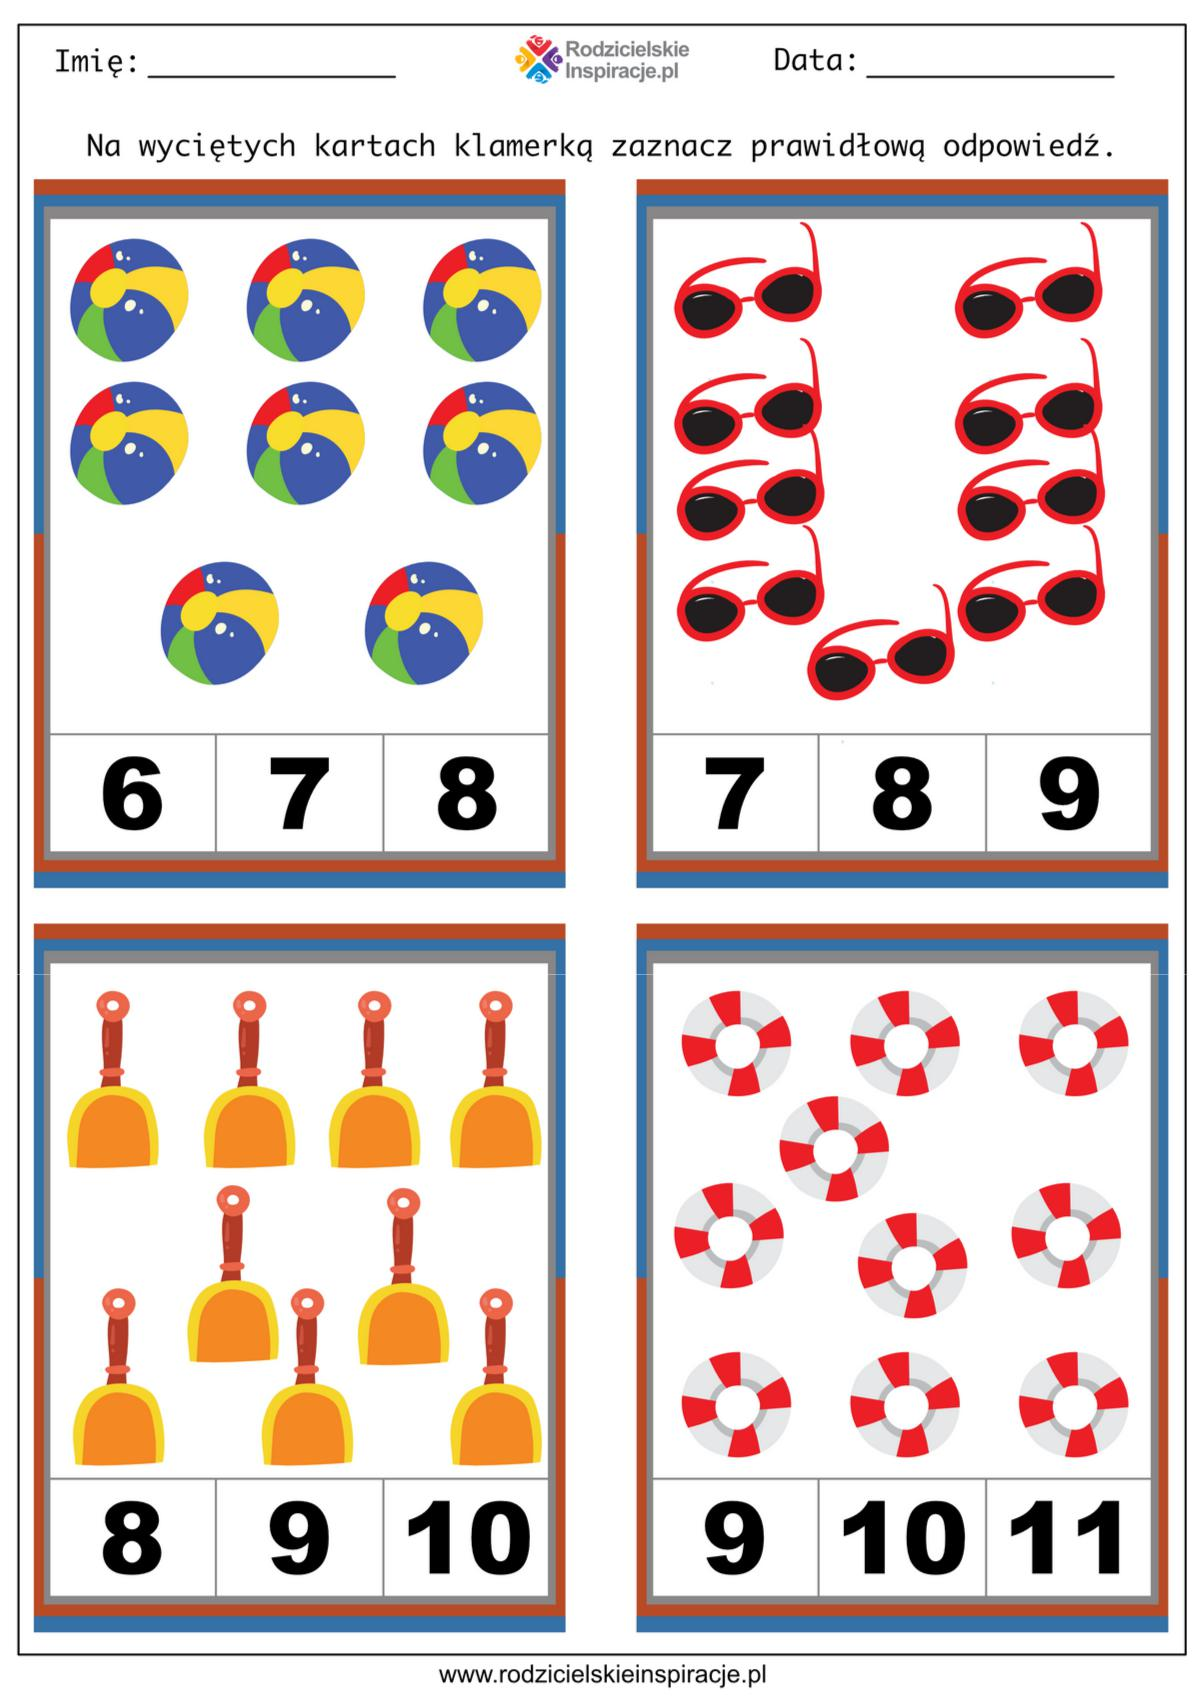 Imię: Rodzicielskie Inspiracje.pl Data:
Na wyciętych kartach klamerką zaznacz prawidłową odpowiedź.
6 7 8
7 8 9
8 9 10
9 10 11
www.rodzicielskieinspiracje.pl